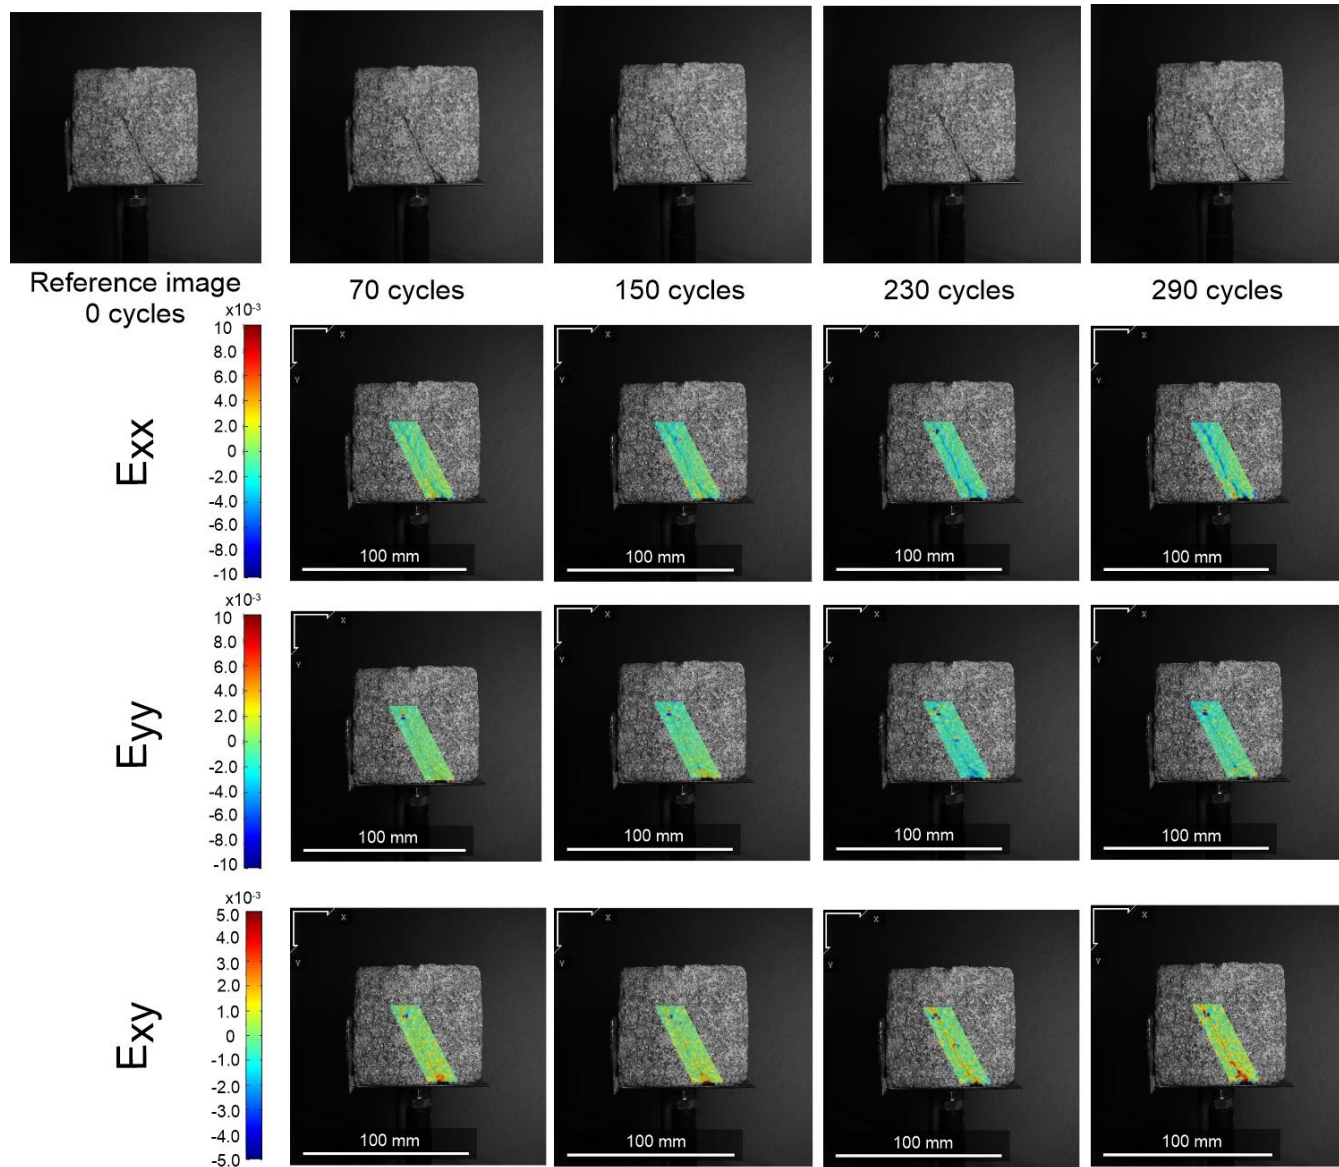 Reference image
0 cycles
70 cycles
150 cycles
230 cycles
290 cycles
x10-3
10
8.0
6.0
4.0
2.0
0
-2.0
-4.0
-6.0
-8.0
-10
Exx
X
Y
100 mm
X
Y
100 mm
X
Y
100 mm
X
Y
100 mm
x10-3
10
8.0
6.0
4.0
2.0
0
-2.0
-4.0
-6.0
-8.0
-10
Eyy
X
Y
100 mm
X
Y
100 mm
X
Y
100 mm
X
Y
100 mm
x10-3
5.0
4.0
3.0
2.0
1.0
0
-1.0
-2.0
-3.0
-4.0
-5.0
Exy
X
Y
100 mm
X
Y
100 mm
X
Y
100 mm
X
Y
100 mm